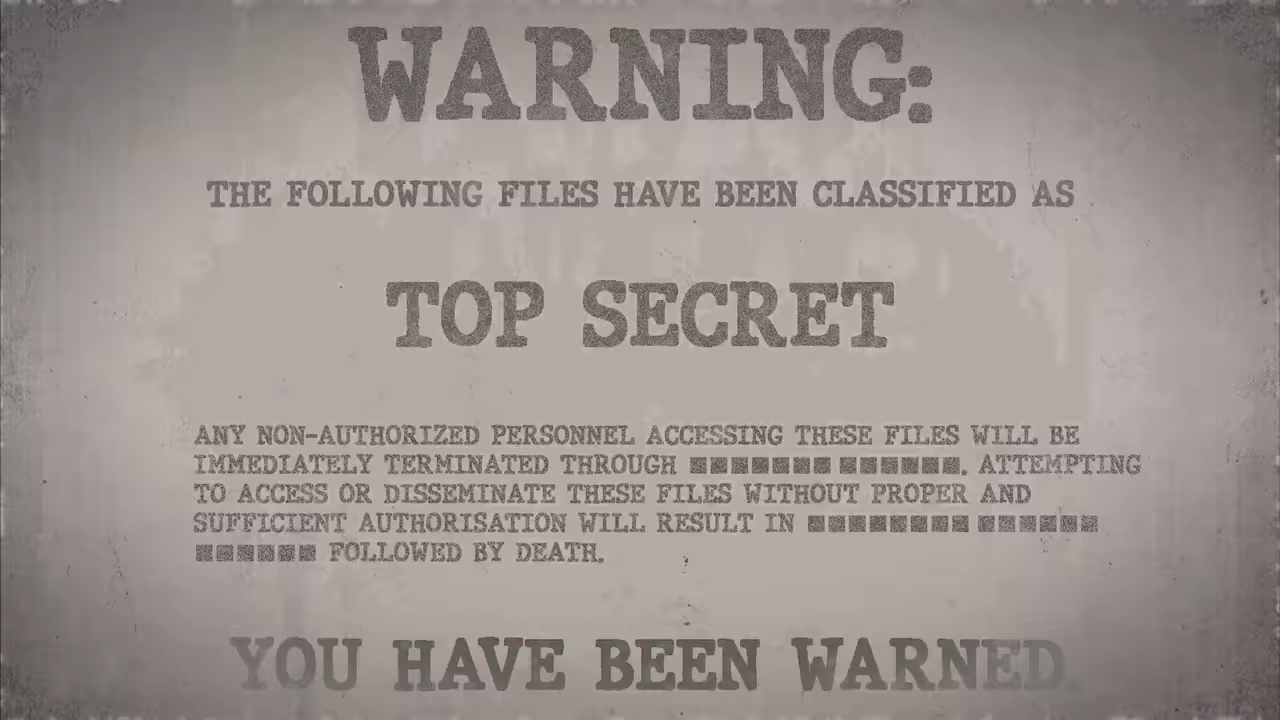 WARNING:
THE FOLLOWING FILES HAVE BEEN CLASSIFIED AS
TOP SECRET
ANY NON-AUTHORIZED PERSONNEL ACCESSING THESE FILES WILL BE
IMMEDIATELY TERMINATED THROUGH ■■■■■■■ ■■■■■■. ATTEMPTING
TO ACCESS OR DISSEMINATE THESE FILES WITHOUT PROPER AND
SUFFICIENT AUTHORISATION WILL RESULT IN ■■■■■■■■ ■■■■■■
■■■■■■ FOLLOWED BY DEATH.
YOU HAVE BEEN WARNED.